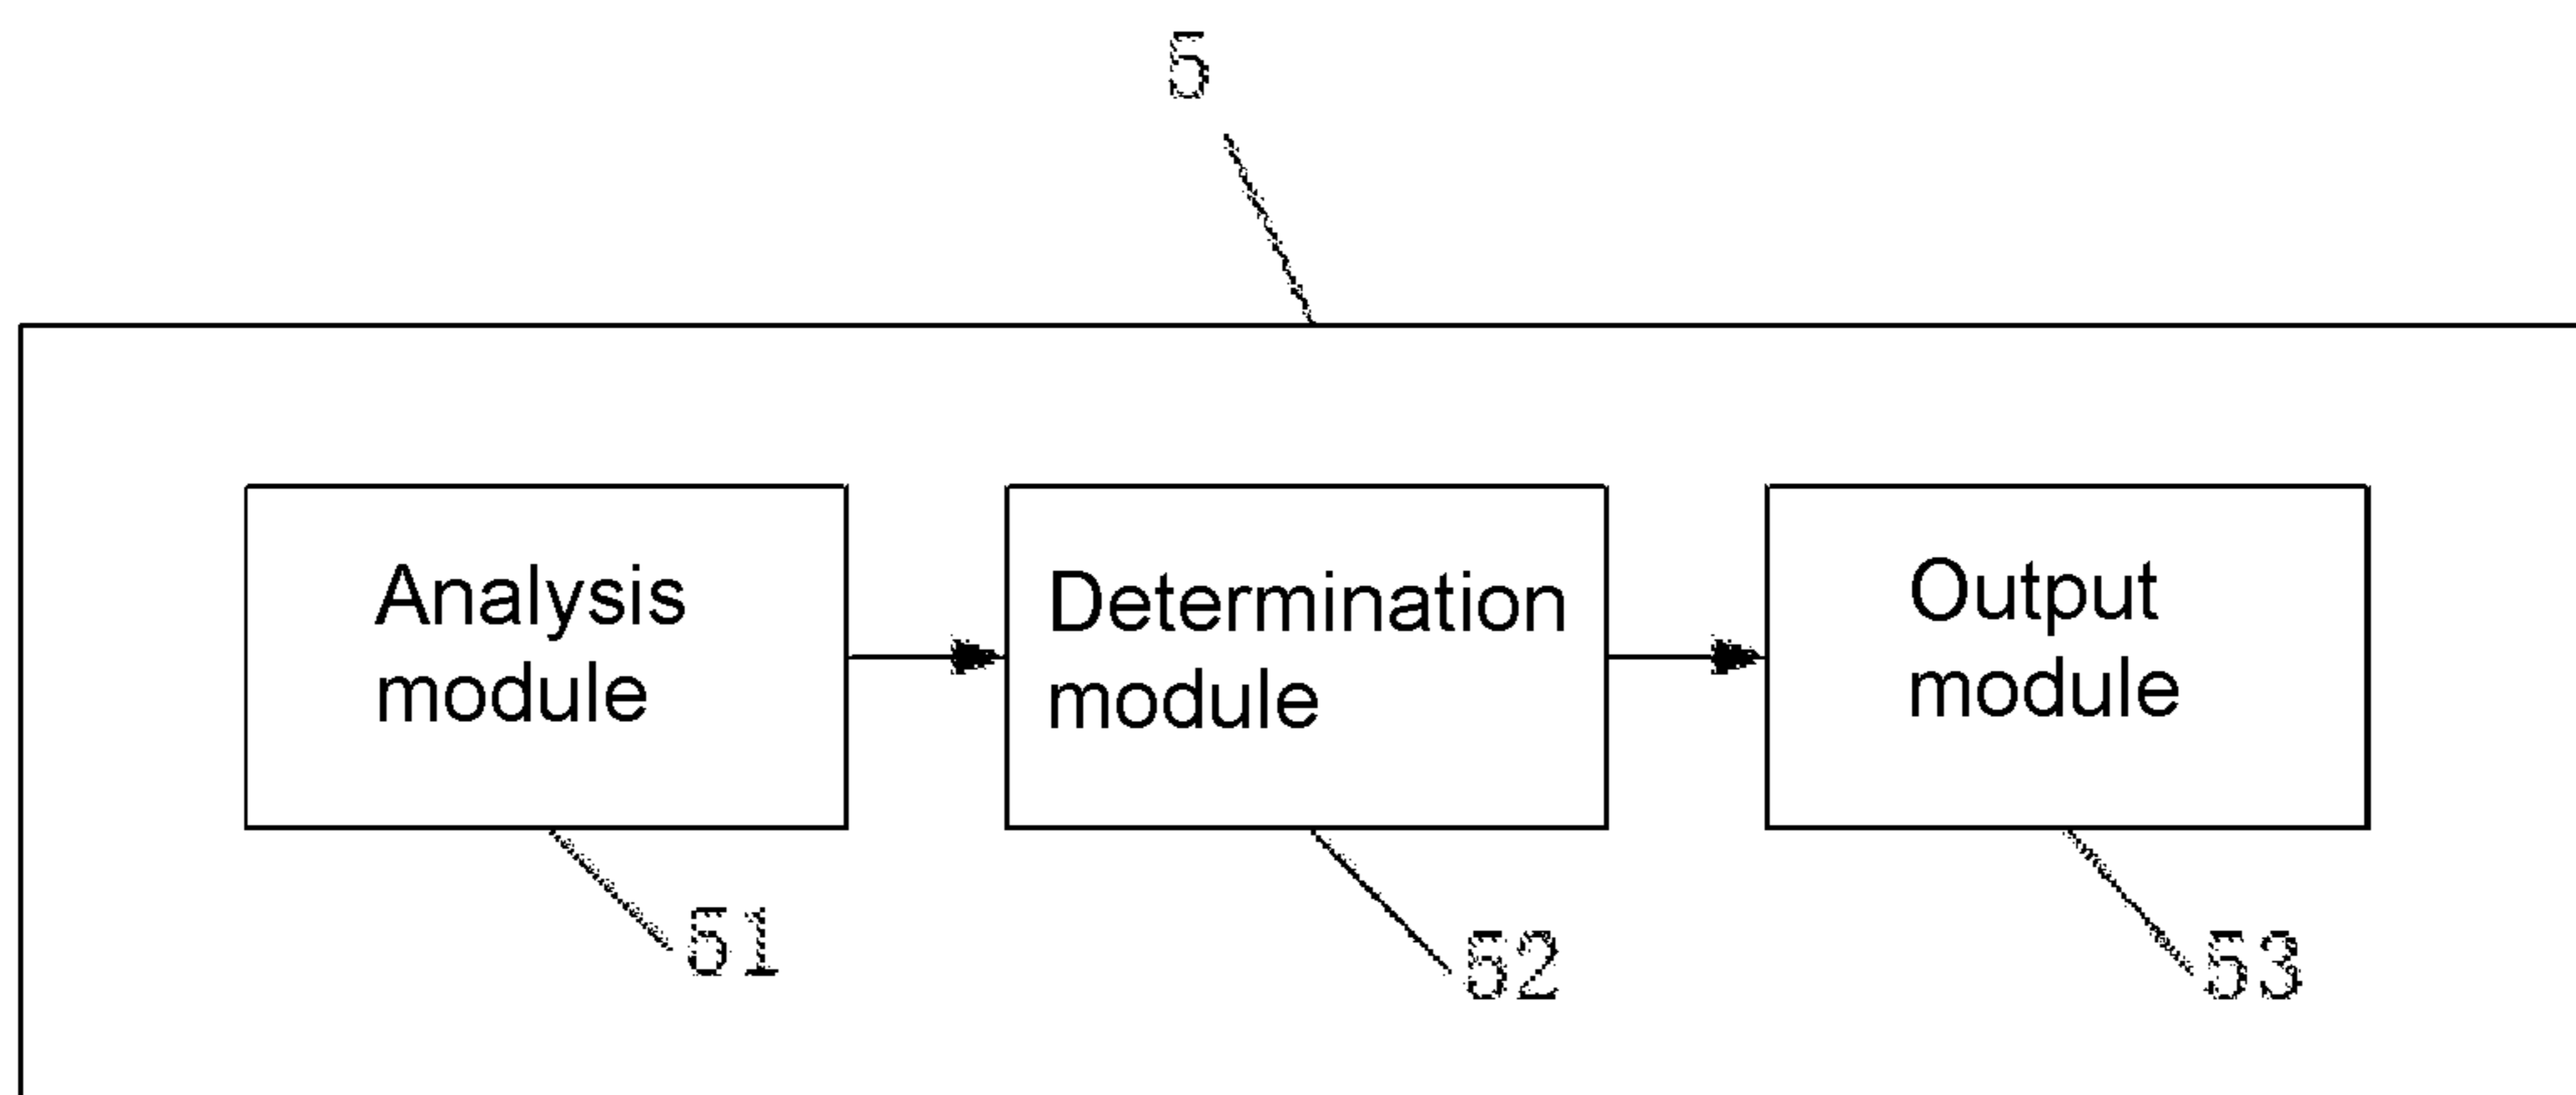 5
Analysis
module
Determination
module
Output
module
51
52
53